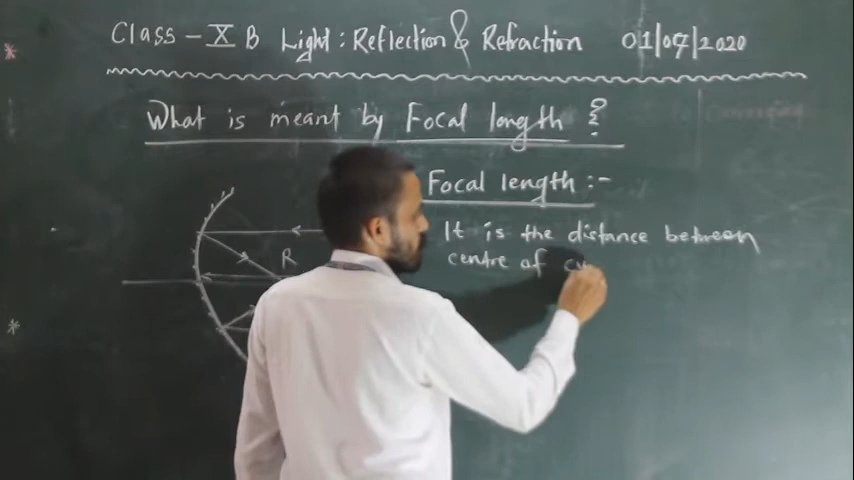 Class - X B Light : Reflection & Refraction 01/07/2020
What is meant by Focal length ?
Focal length :-
It is the distance between
centre of
R